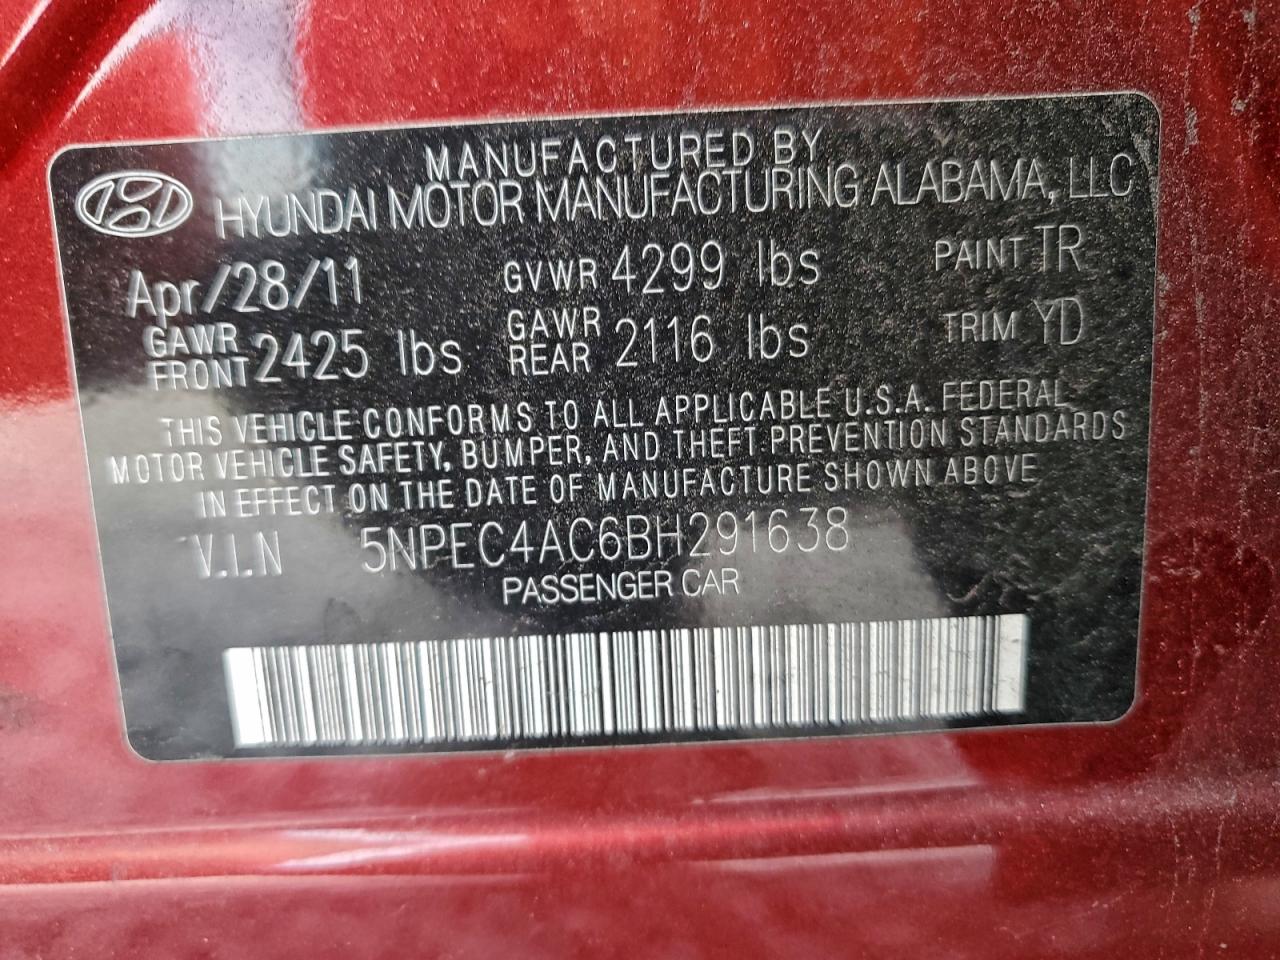 MANUFACTURED BY
HYUNDAI MOTOR MANUFACTURING ALABAMA, LLC
Apr/28/11 GVWR 4299 lbs PAINT TR
GAWR FRONT 2425 lbs GAWR REAR 2116 lbs TRIM YD
THIS VEHICLE CONFORMS TO ALL APPLICABLE U.S.A. FEDERAL
MOTOR VEHICLE SAFETY, BUMPER, AND THEFT PREVENTION STANDARDS
IN EFFECT ON THE DATE OF MANUFACTURE SHOWN ABOVE
V.I.N 5NPEC4AC6BH291638
PASSENGER CAR